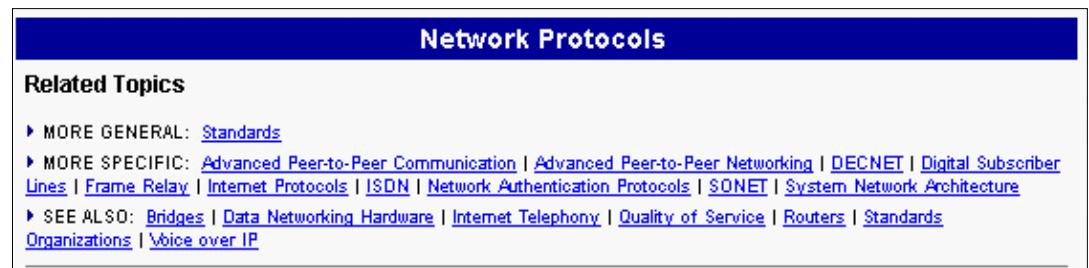 Network Protocols
Related Topics
MORE GENERAL: Standards
MORE SPECIFIC: Advanced Peer-to-Peer Communication | Advanced Peer-to-Peer Networking | DECNET | Digital Subscriber
Lines | Frame Relay | Internet Protocols | ISDN | Network Authentication Protocols | SONET | System Network Architecture
SEE ALSO: Bridges | Data Networking Hardware | Internet Telephony | Quality of Service | Routers | Standards
Organizations | Voice over IP